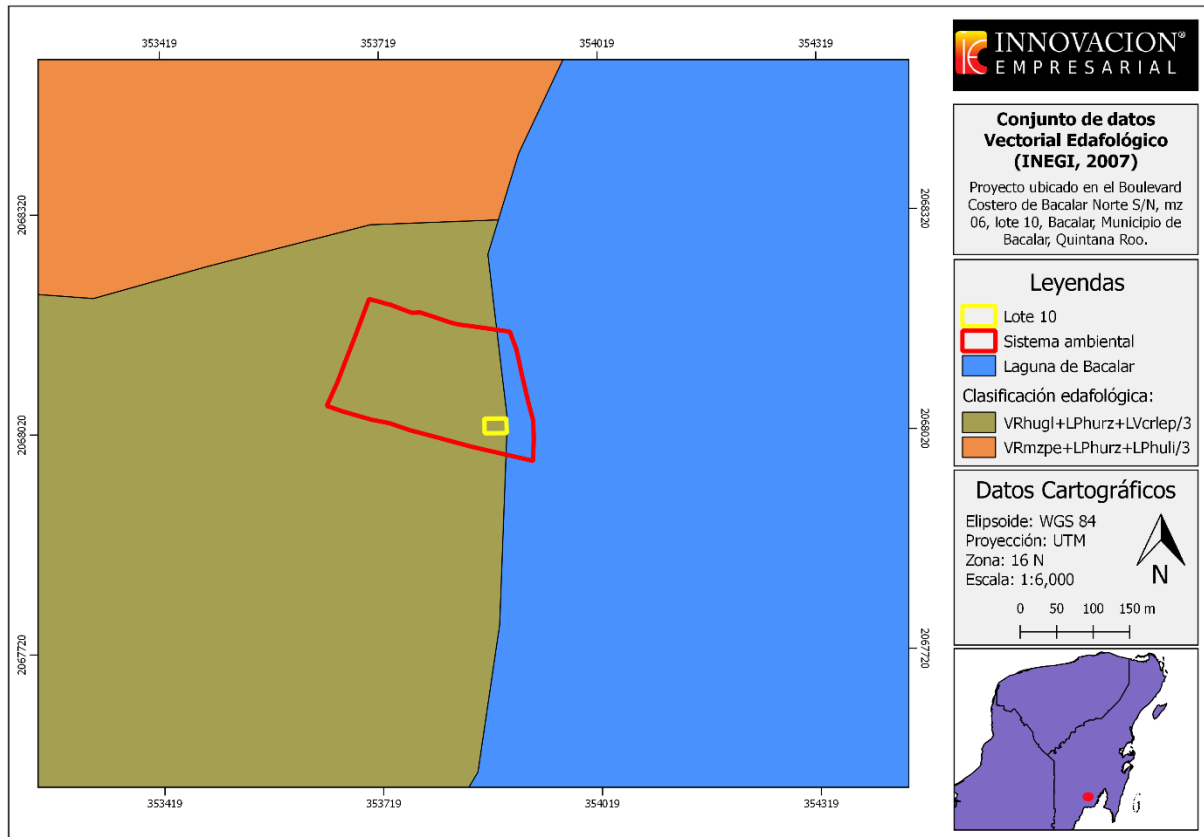 353419 353719 354019 354319
2068320 2068320
2068020 2068020
2067720 2067720
353419 353719 354019 354319
INNOVACION®
EMPRESARIAL
Conjunto de datos
Vectorial Edafológico
(INEGI, 2007)
Proyecto ubicado en el Boulevard
Costero de Bacalar Norte S/N, mz
06, lote 10, Bacalar, Municipio de
Bacalar, Quintana Roo.
Leyendas
Lote 10
Sistema ambiental
Laguna de Bacalar
Clasificación edafológica:
VRhugl+LPhurz+LVcrlep/3
VRmzpe+LPhurz+LPhuli/3
Datos Cartográficos
Elipsoide: WGS 84
Proyección: UTM
Zona: 16 N
Escala: 1:6,000
N
0 50 100 150 m